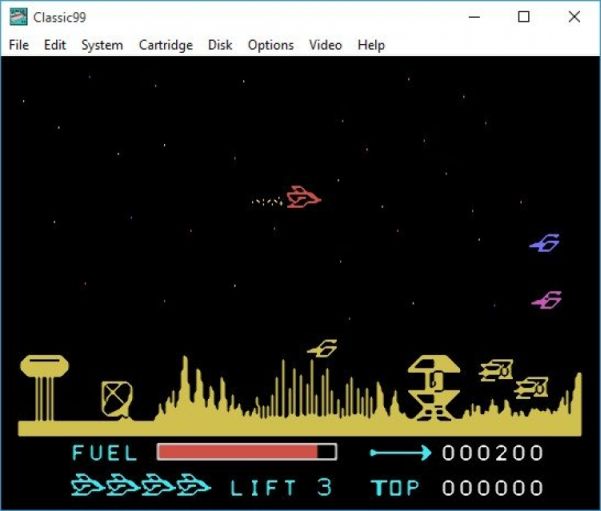 Classic99
File Edit System Cartridge Disk Options Video Help
FUEL 000200
LIFT 3 TOP 000000